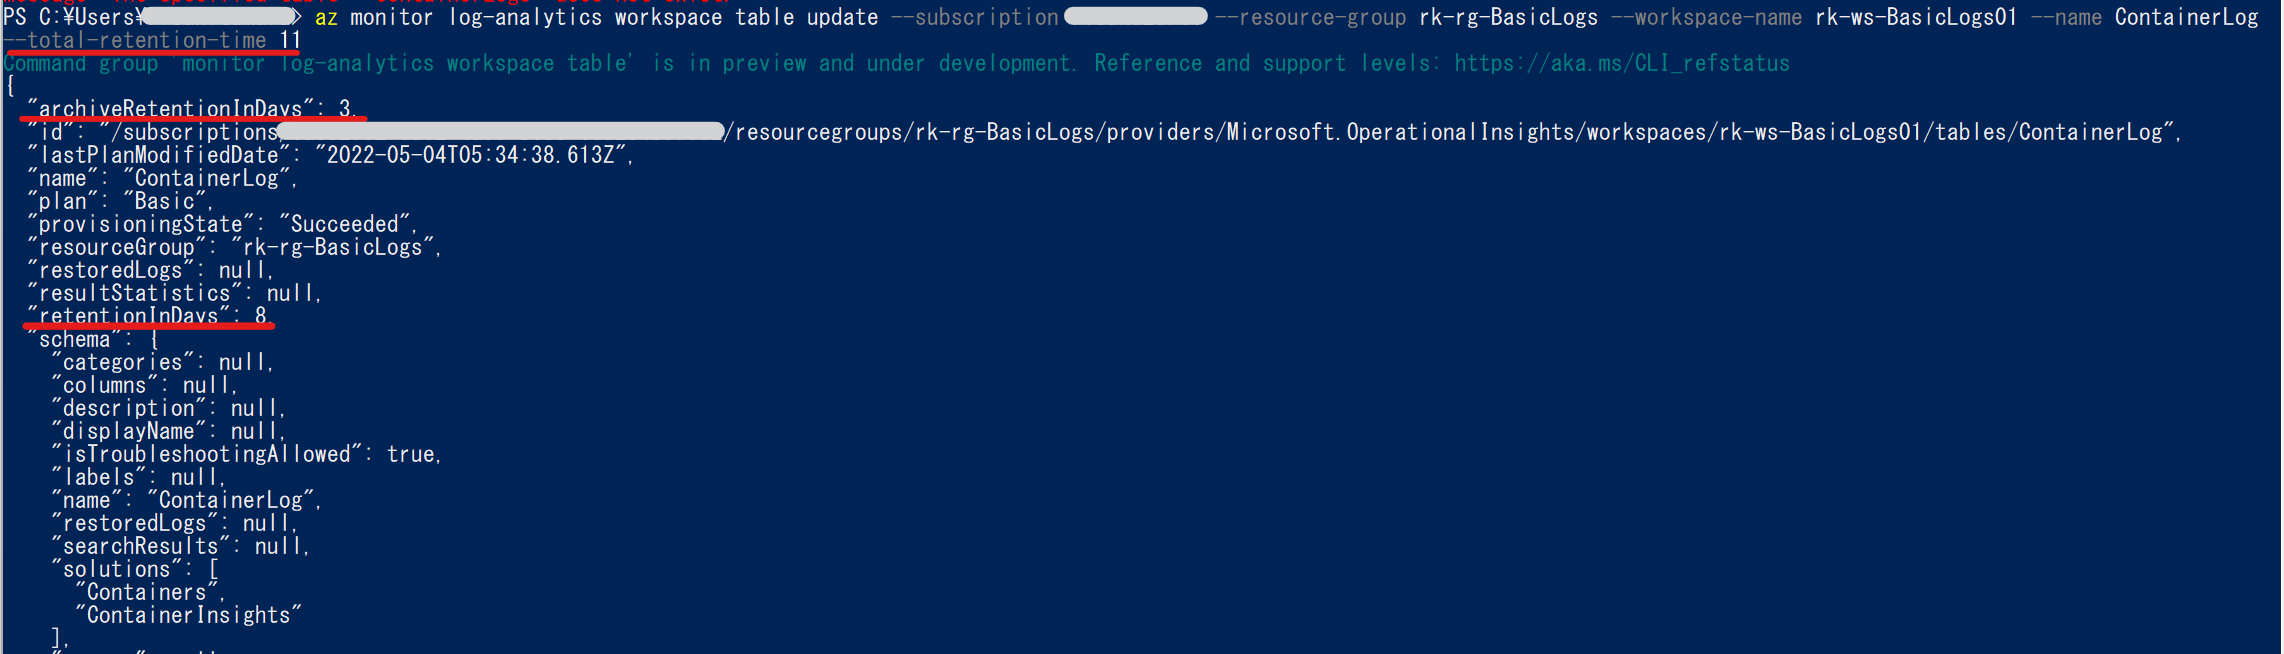 PS C:¥Users¥> az monitor log-analytics workspace table update --subscription --resource-group rk-rg-BasicLogs --workspace-name rk-ws-BasicLogs01 --name ContainerLog
--total-retention-time 11
Command group 'monitor log-analytics workspace table' is in preview and under development. Reference and support levels: https://aka.ms/CLI_refstatus
{
"archiveRetentionInDays": 3,
"id": "/subscriptions/resourcegroups/rk-rg-BasicLogs/providers/Microsoft.OperationalInsights/workspaces/rk-ws-BasicLogs01/tables/ContainerLog",
"lastPlanModifiedDate": "2022-05-04T05:34:38.613Z",
"name": "ContainerLog",
"plan": "Basic",
"provisioningState": "Succeeded",
"resourceGroup": "rk-rg-BasicLogs",
"restoredLogs": null,
"resultStatistics": null,
"retentionInDays": 8,
"schema": {
"categories": null,
"columns": null,
"description": null,
"displayName": null,
"isTroubleshootingAllowed": true,
"labels": null,
"name": "ContainerLog",
"restoredLogs": null,
"searchResults": null,
"solutions": [
"Containers",
"ContainerInsights"
],